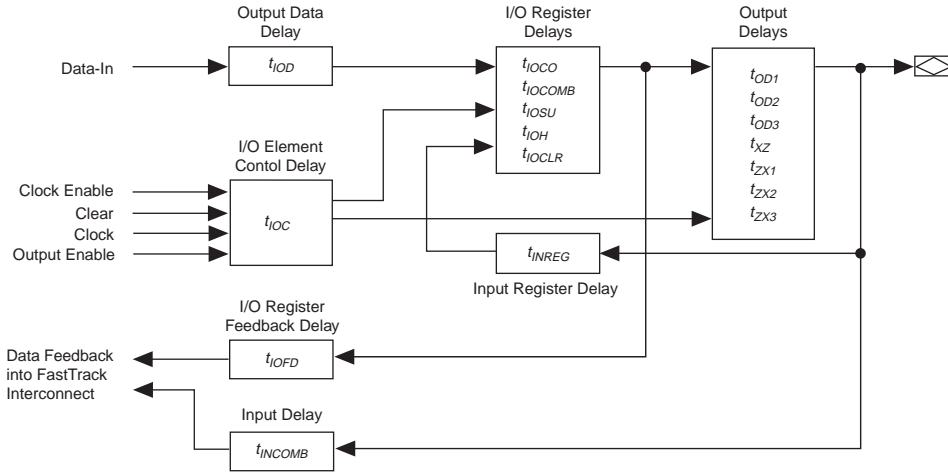 Output Data
Delay
I/O Register
Delays
Output
Delays
Data-In
tIOD
tIOCO
tIOCOMB
tIOSU
tIOH
tIOCLR
tOD1
tOD2
tOD3
tXZ
tZX1
tZX2
tZX3
I/O Element
Contol Delay
Clock Enable
Clear
Clock
Output Enable
tIOC
tINREG
Input Register Delay
I/O Register
Feedback Delay
tIOFD
Data Feedback
into FastTrack
Interconnect
Input Delay
tINCOMB